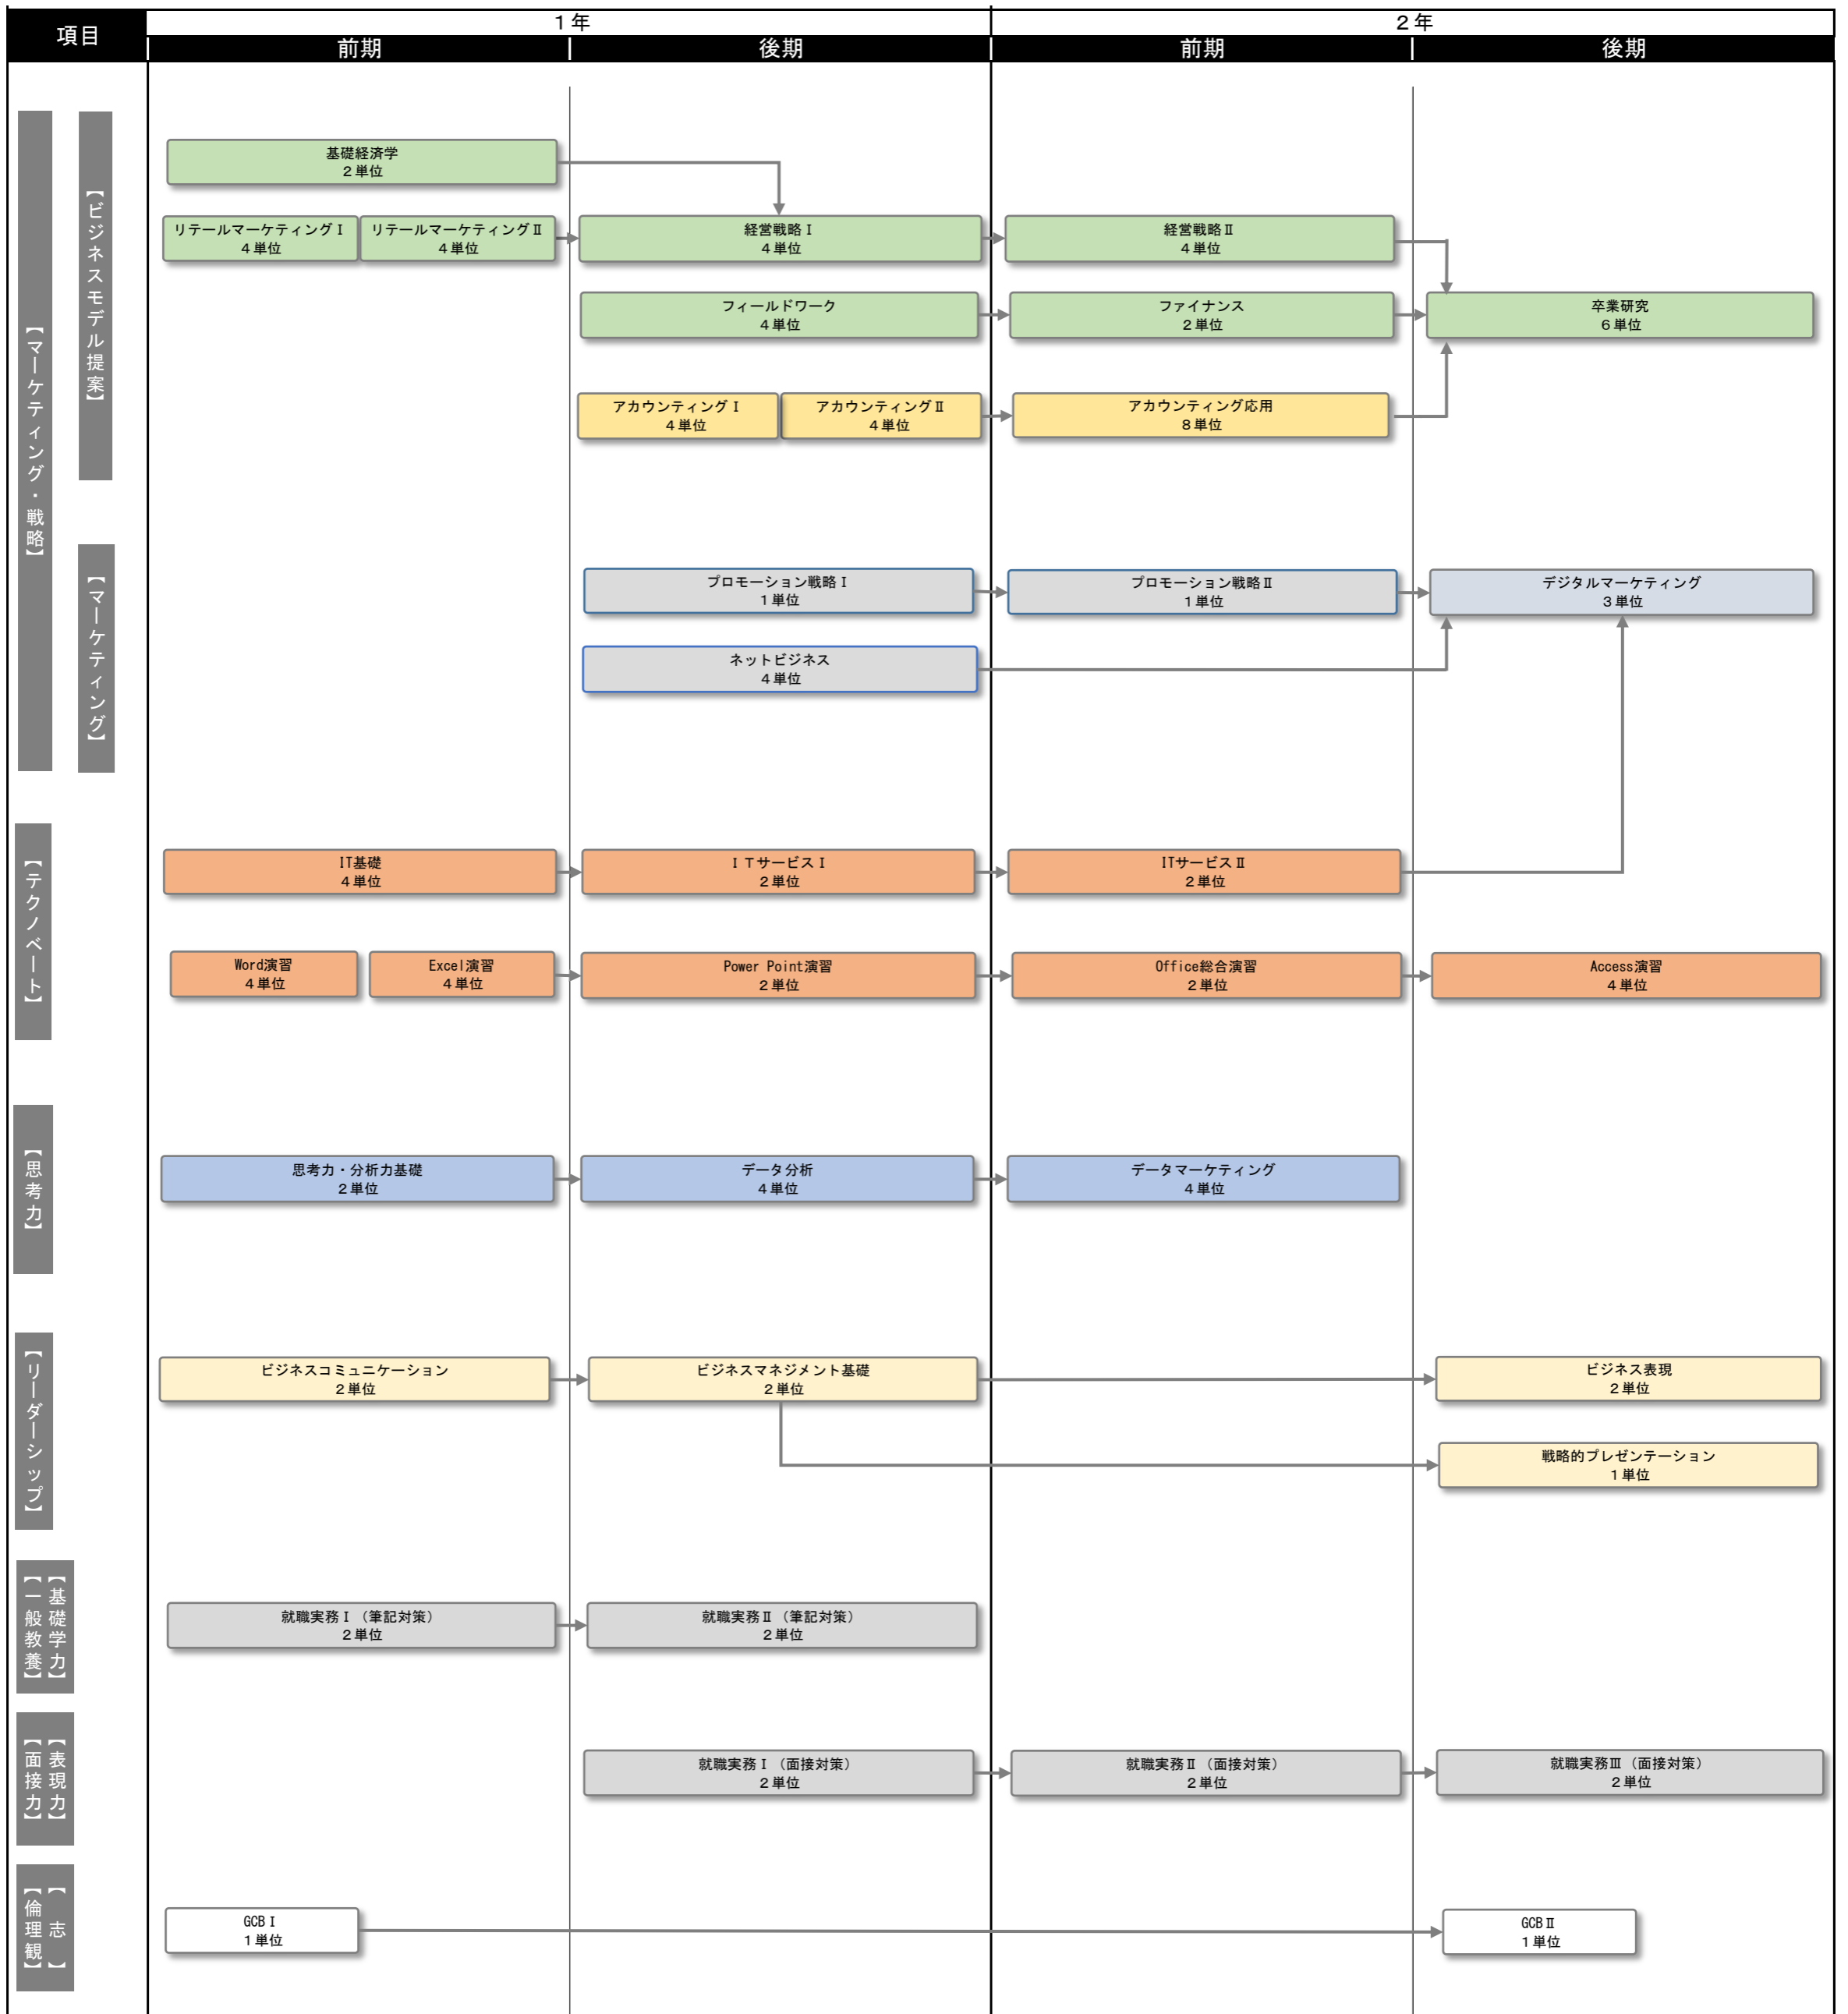 項目
１年
２年
前期
後期
前期
後期
【マーケティング・戦略】
【ビジネスモデル提案】
基礎経済学
２単位
リテールマーケティングⅠ
４単位
リテールマーケティングⅡ
４単位
経営戦略Ⅰ
４単位
経営戦略Ⅱ
４単位
フィールドワーク
４単位
ファイナンス
２単位
卒業研究
６単位
アカウンティングⅠ
４単位
アカウンティングⅡ
４単位
アカウンティング応用
８単位
【マーケティング】
プロモーション戦略Ⅰ
１単位
プロモーション戦略Ⅱ
１単位
デジタルマーケティング
３単位
ネットビジネス
４単位
【テクノベート】
IT基礎
４単位
ＩＴサービスⅠ
２単位
ITサービスⅡ
２単位
Word演習
４単位
Excel演習
４単位
Power Point演習
２単位
Office総合演習
２単位
Access演習
４単位
【思考力】
思考力・分析力基礎
２単位
データ分析
４単位
データマーケティング
４単位
【リーダーシップ】
ビジネスコミュニケーション
２単位
ビジネスマネジメント基礎
２単位
ビジネス表現
２単位
戦略的プレゼンテーション
１単位
【基礎学力】
【一般教養】
就職実務Ⅰ（筆記対策）
２単位
就職実務Ⅱ（筆記対策）
２単位
【表現力】
【面接力】
就職実務Ⅰ（面接対策）
２単位
就職実務Ⅱ（面接対策）
２単位
就職実務Ⅲ（面接対策）
２単位
【志】
【倫理観】
GCBⅠ
１単位
GCBⅡ
１単位